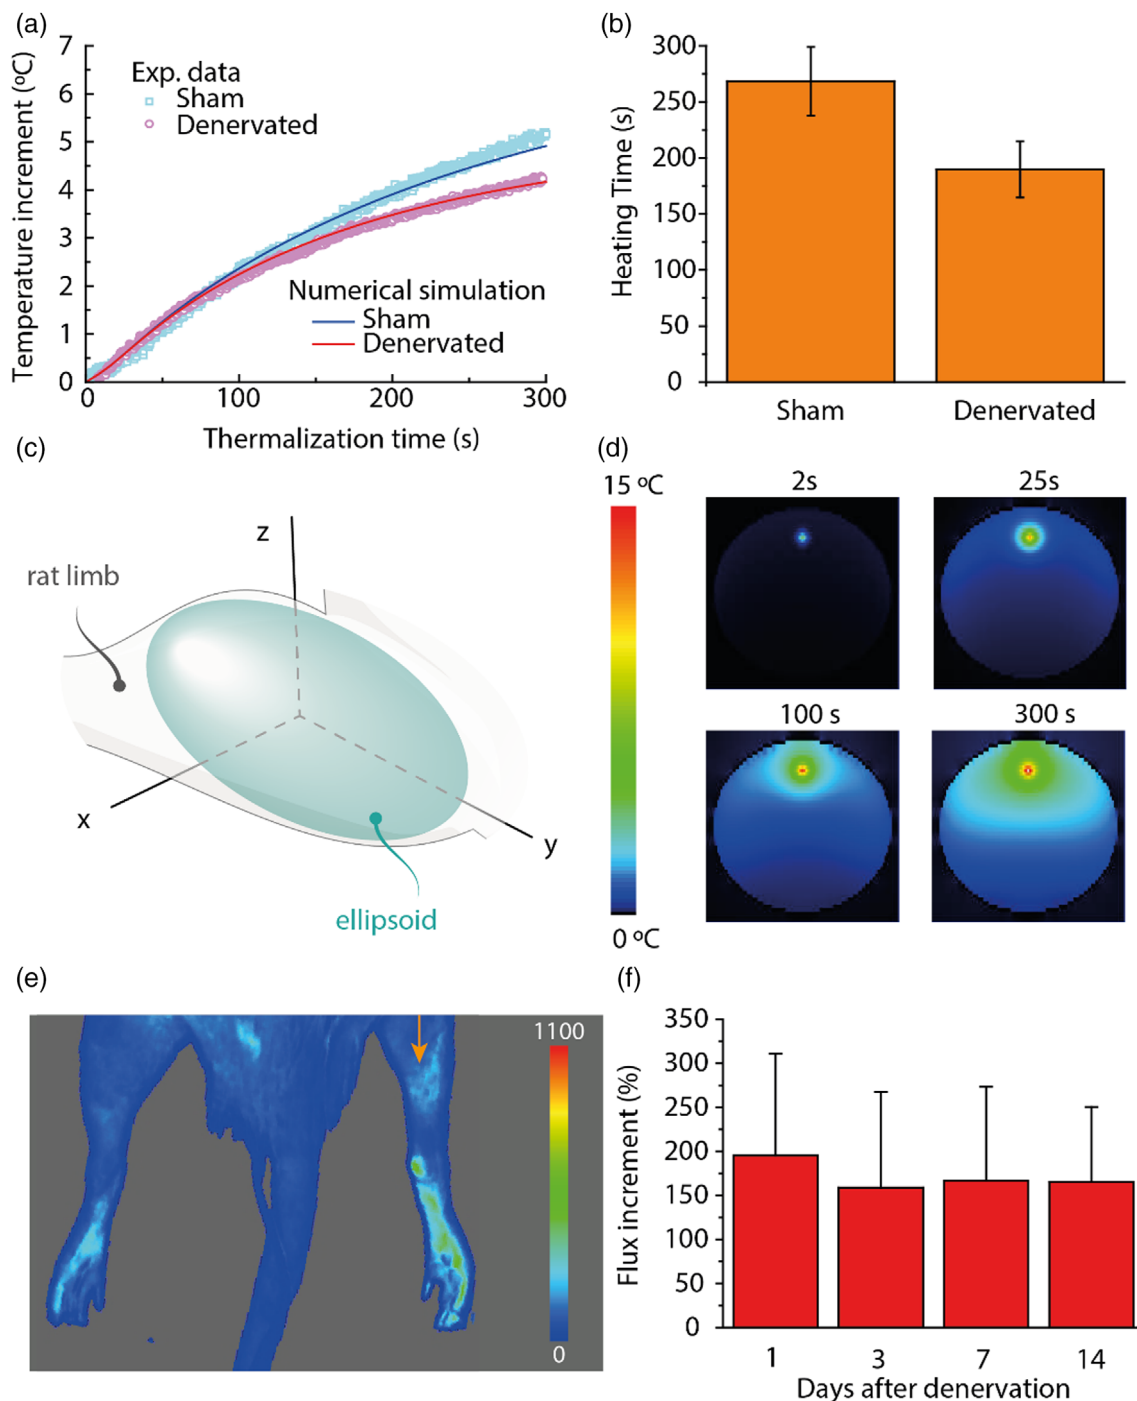 (a)
Temperature increment (ºC)
7
6
5
4
3
2
1
0
Exp. data
Sham
Denervated
Numerical simulation
Sham
Denervated
0
100
200
300
Thermalization time (s)
(b)
Heating Time (s)
300
250
200
150
100
50
0
Sham
Denervated
(c)
rat limb
z
x
y
ellipsoid
(d)
15 ºC
0 ºC
2s
25s
100 s
300 s
(e)
1100
0
(f)
Flux increment (%)
350
300
250
200
150
100
50
0
1
3
7
14
Days after denervation